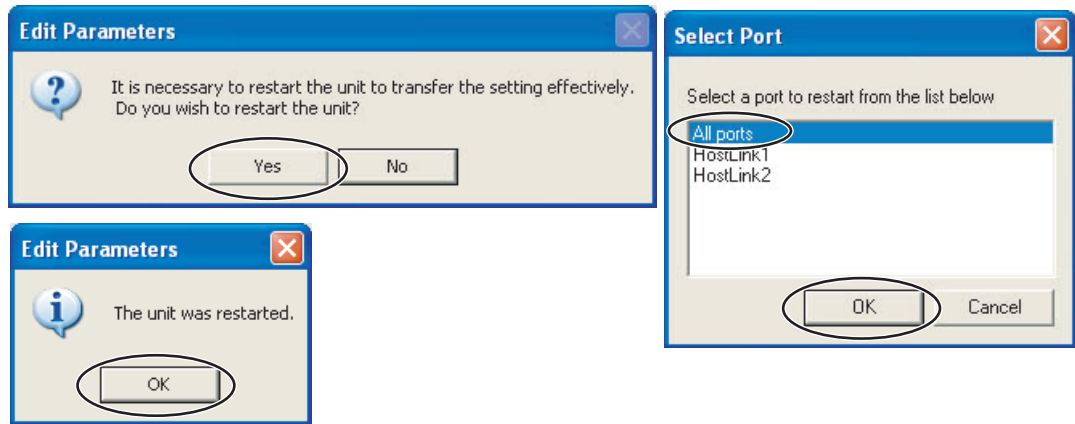 Edit Parameters
It is necessary to restart the unit to transfer the setting effectively.
Do you wish to restart the unit?
Yes
No
Select Port
Select a port to restart from the list below
All ports
HostLink1
HostLink2
OK
Cancel
Edit Parameters
The unit was restarted.
OK